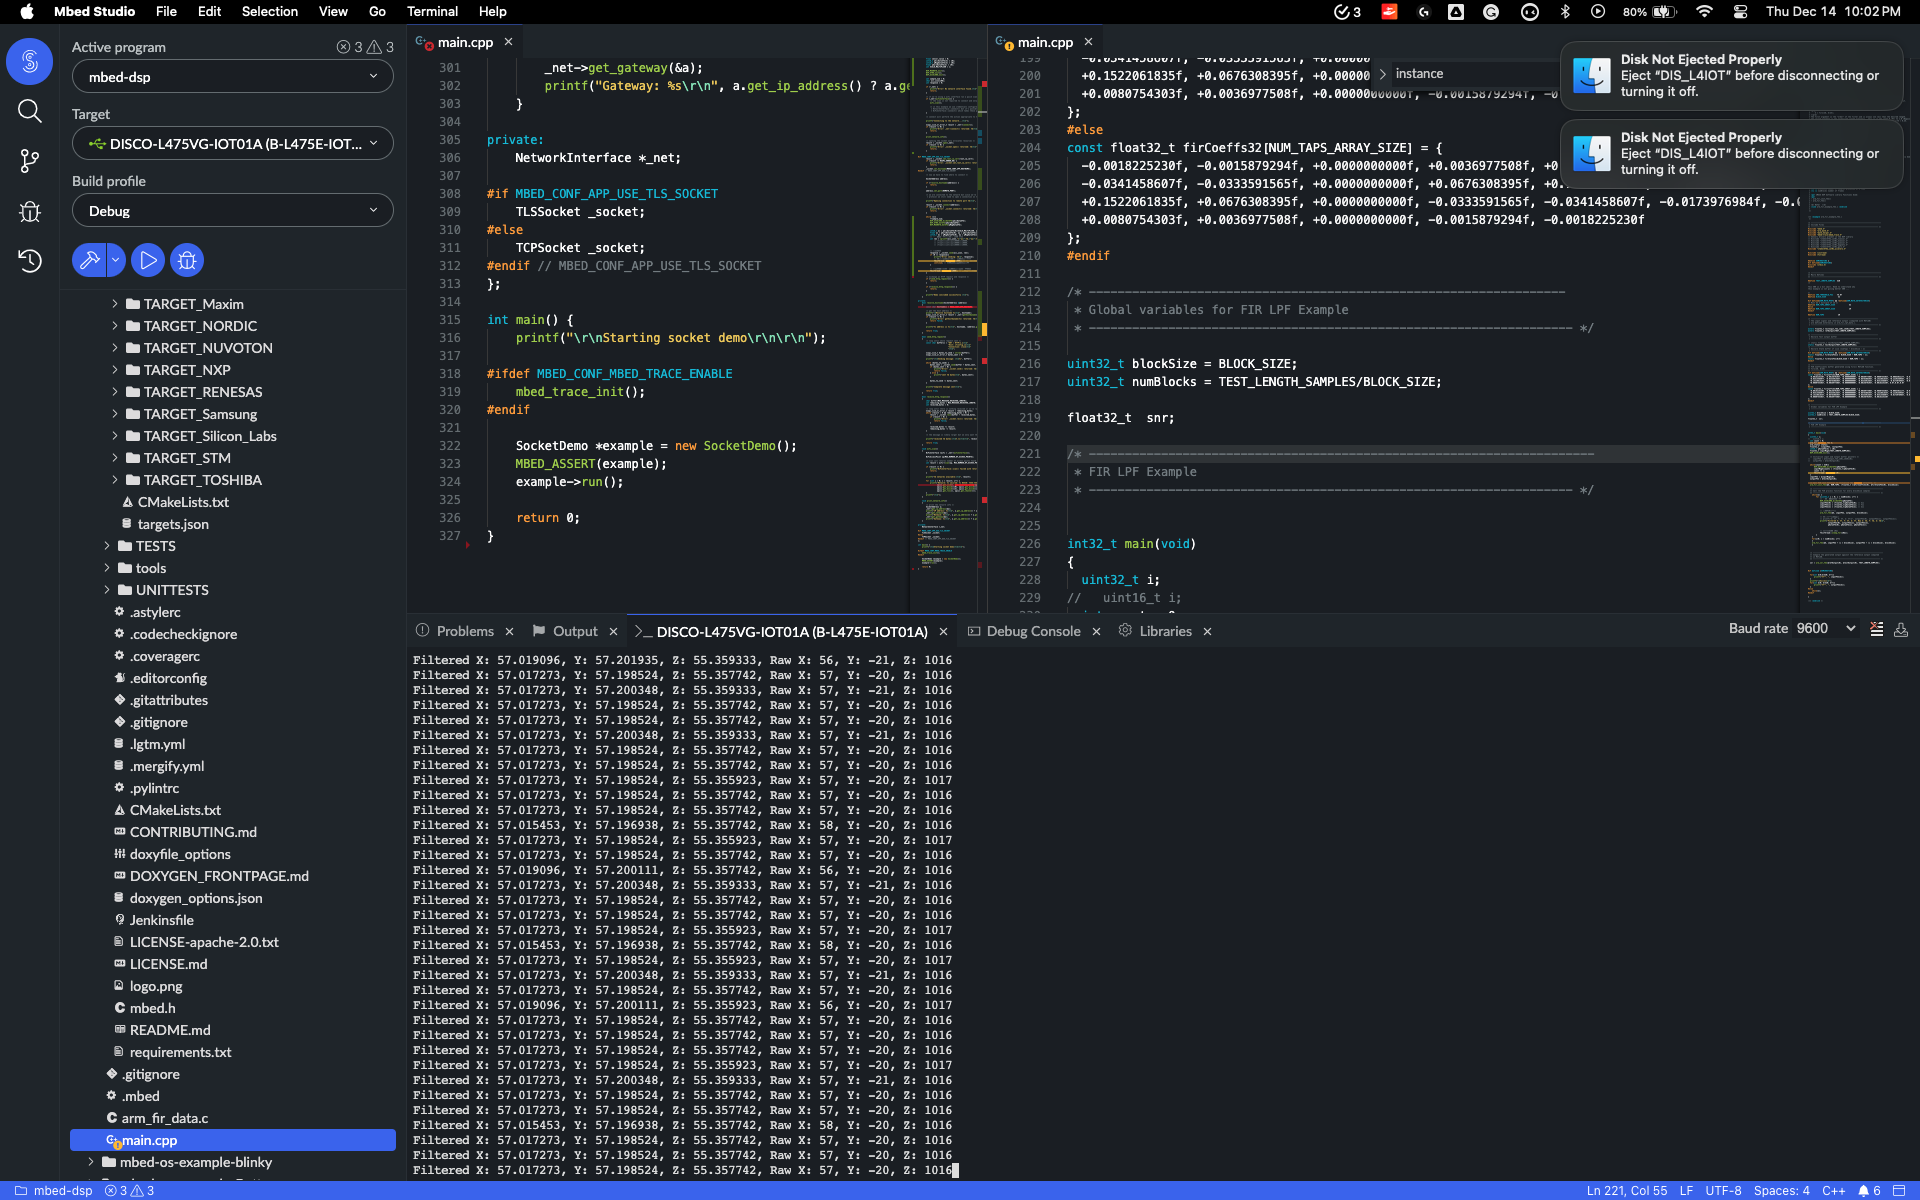 Mbed Studio File Edit Selection View Go Terminal Help 3 80% Thu Dec 14 10:02 PM
Active program 3 3
mbed-dsp
Target
DISCO-L475VG-IOT01A (B-L475E-IOT...
Build profile
Debug
TARGET_Maxim
TARGET_NORDIC
TARGET_NUVOTON
TARGET_NXP
TARGET_RENESAS
TARGET_Samsung
TARGET_Silicon_Labs
TARGET_STM
TARGET_TOSHIBA
CMakeLists.txt
targets.json
TESTS
tools
UNITTESTS
.astylerc
.codecheckignore
.coveragerc
.editorconfig
.gitattributes
.gitignore
.lgtm.yml
.mergify.yml
.pylintrc
CMakeLists.txt
CONTRIBUTING.md
doxyfile_options
DOXYGEN_FRONTPAGE.md
doxygen_options.json
Jenkinsfile
LICENSE-apache-2.0.txt
LICENSE.md
logo.png
mbed.h
README.md
requirements.txt
.gitignore
.mbed
arm_fir_data.c
main.cpp
mbed-os-example-blinky
main.cpp
301 _net->get_gateway(&a);
302 printf("Gateway: %s\r\n", a.get_ip_address() ? a.ge
303 }
304
305 private:
306 NetworkInterface *_net;
307
308 #if MBED_CONF_APP_USE_TLS_SOCKET
309 TLSSocket _socket;
310 #else
311 TCPSocket _socket;
312 #endif // MBED_CONF_APP_USE_TLS_SOCKET
313 };
314
315 int main() {
316 printf("\r\nStarting socket demo\r\n\r\n");
317
318 #ifdef MBED_CONF_MBED_TRACE_ENABLE
319 mbed_trace_init();
320 #endif
321
322 SocketDemo *example = new SocketDemo();
323 MBED_ASSERT(example);
324 example->run();
325
326 return 0;
327 }
main.cpp
instance
Disk Not Ejected Properly
Eject “DIS_L4IOT” before disconnecting or
turning it off.
Disk Not Ejected Properly
Eject “DIS_L4IOT” before disconnecting or
turning it off.
199 -0.0341458607f, -0.0333591565f, +0.00000
200 +0.1522061835f, +0.0676308395f, +0.00000
201 +0.0080754303f, +0.0036977508f, +0.0000000000f, -0.0015879294f, -0
202 };
203 #else
204 const float32_t firCoeffs32[NUM_TAPS_ARRAY_SIZE] = {
205 -0.0018225230f, -0.0015879294f, +0.0000000000f, +0.0036977508f, +0
206 -0.0341458607f, -0.0333591565f, +0.0000000000f, +0.0676308395f, +0
207 +0.1522061835f, +0.0676308395f, +0.0000000000f, -0.0333591565f, -0.0341458607f, -0.0173976984f, -0.0
208 +0.0080754303f, +0.0036977508f, +0.0000000000f, -0.0015879294f, -0.0018225230f
209 };
210 #endif
211
212 /* ----------------------------------------------------------------------
213 * Global variables for FIR LPF Example
214 * ------------------------------------------------------------------- */
215
216 uint32_t blockSize = BLOCK_SIZE;
217 uint32_t numBlocks = TEST_LENGTH_SAMPLES/BLOCK_SIZE;
218
219 float32_t  snr;
220
221 /* ----------------------------------------------------------------------
222 * FIR LPF Example
223 * ------------------------------------------------------------------- */
224
225
226 int32_t main(void)
227 {
228 uint32_t i;
229 //   uint16_t i;
Problems Output DISCO-L475VG-IOT01A (B-L475E-IOT01A) Debug Console Libraries Baud rate 9600
Filtered X: 57.019096, Y: 57.201935, Z: 55.359333, Raw X: 56, Y: -21, Z: 1016
Filtered X: 57.017273, Y: 57.198524, Z: 55.357742, Raw X: 57, Y: -20, Z: 1016
Filtered X: 57.017273, Y: 57.200348, Z: 55.359333, Raw X: 57, Y: -21, Z: 1016
Filtered X: 57.017273, Y: 57.198524, Z: 55.357742, Raw X: 57, Y: -20, Z: 1016
Filtered X: 57.017273, Y: 57.198524, Z: 55.357742, Raw X: 57, Y: -20, Z: 1016
Filtered X: 57.017273, Y: 57.200348, Z: 55.359333, Raw X: 57, Y: -21, Z: 1016
Filtered X: 57.017273, Y: 57.198524, Z: 55.357742, Raw X: 57, Y: -20, Z: 1016
Filtered X: 57.017273, Y: 57.198524, Z: 55.357742, Raw X: 57, Y: -20, Z: 1016
Filtered X: 57.017273, Y: 57.198524, Z: 55.355923, Raw X: 57, Y: -20, Z: 1017
Filtered X: 57.017273, Y: 57.198524, Z: 55.357742, Raw X: 57, Y: -20, Z: 1016
Filtered X: 57.017273, Y: 57.198524, Z: 55.357742, Raw X: 57, Y: -20, Z: 1016
Filtered X: 57.015453, Y: 57.196938, Z: 55.357742, Raw X: 58, Y: -20, Z: 1016
Filtered X: 57.017273, Y: 57.198524, Z: 55.355923, Raw X: 57, Y: -20, Z: 1017
Filtered X: 57.017273, Y: 57.198524, Z: 55.357742, Raw X: 57, Y: -20, Z: 1016
Filtered X: 57.019096, Y: 57.200111, Z: 55.357742, Raw X: 56, Y: -20, Z: 1016
Filtered X: 57.017273, Y: 57.200348, Z: 55.359333, Raw X: 57, Y: -21, Z: 1016
Filtered X: 57.017273, Y: 57.198524, Z: 55.357742, Raw X: 57, Y: -20, Z: 1016
Filtered X: 57.017273, Y: 57.198524, Z: 55.357742, Raw X: 57, Y: -20, Z: 1016
Filtered X: 57.017273, Y: 57.198524, Z: 55.355923, Raw X: 57, Y: -20, Z: 1017
Filtered X: 57.015453, Y: 57.196938, Z: 55.357742, Raw X: 58, Y: -20, Z: 1016
Filtered X: 57.017273, Y: 57.198524, Z: 55.355923, Raw X: 57, Y: -20, Z: 1017
Filtered X: 57.017273, Y: 57.200348, Z: 55.359333, Raw X: 57, Y: -21, Z: 1016
Filtered X: 57.017273, Y: 57.198524, Z: 55.357742, Raw X: 57, Y: -20, Z: 1016
Filtered X: 57.019096, Y: 57.200111, Z: 55.355923, Raw X: 56, Y: -20, Z: 1017
Filtered X: 57.017273, Y: 57.198524, Z: 55.357742, Raw X: 57, Y: -20, Z: 1016
Filtered X: 57.017273, Y: 57.198524, Z: 55.357742, Raw X: 57, Y: -20, Z: 1016
Filtered X: 57.017273, Y: 57.198524, Z: 55.357742, Raw X: 57, Y: -20, Z: 1016
Filtered X: 57.017273, Y: 57.198524, Z: 55.355923, Raw X: 57, Y: -20, Z: 1017
Filtered X: 57.017273, Y: 57.200348, Z: 55.359333, Raw X: 57, Y: -21, Z: 1016
Filtered X: 57.017273, Y: 57.198524, Z: 55.357742, Raw X: 57, Y: -20, Z: 1016
Filtered X: 57.017273, Y: 57.198524, Z: 55.357742, Raw X: 57, Y: -20, Z: 1016
Filtered X: 57.015453, Y: 57.196938, Z: 55.357742, Raw X: 58, Y: -20, Z: 1016
Filtered X: 57.017273, Y: 57.198524, Z: 55.357742, Raw X: 57, Y: -20, Z: 1016
Filtered X: 57.017273, Y: 57.198524, Z: 55.357742, Raw X: 57, Y: -20, Z: 1016
Filtered X: 57.017273, Y: 57.198524, Z: 55.357742, Raw X: 57, Y: -20, Z: 1016
mbed-dsp 3 3 Ln 221, Col 55 LF UTF-8 Spaces: 4 C++ 6